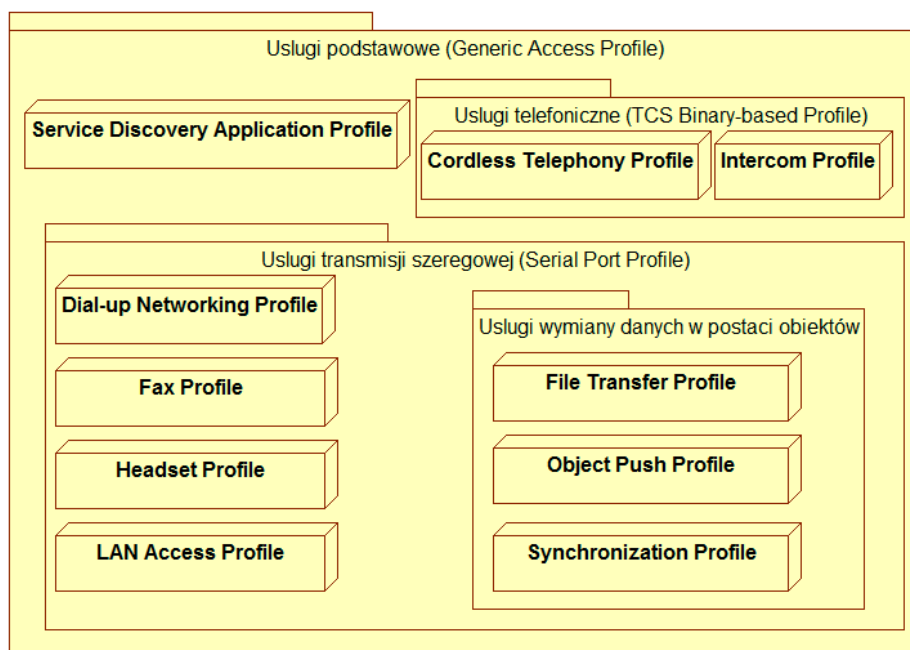 Uslugi podstawowe (Generic Access Profile)
Service Discovery Application Profile
Uslugi telefoniczne (TCS Binary-based Profile)
Cordless Telephony Profile
Intercom Profile
Uslugi transmisji szeregowej (Serial Port Profile)
Dial-up Networking Profile
Fax Profile
Headset Profile
LAN Access Profile
Uslugi wymiany danych w postaci obiektów
File Transfer Profile
Object Push Profile
Synchronization Profile